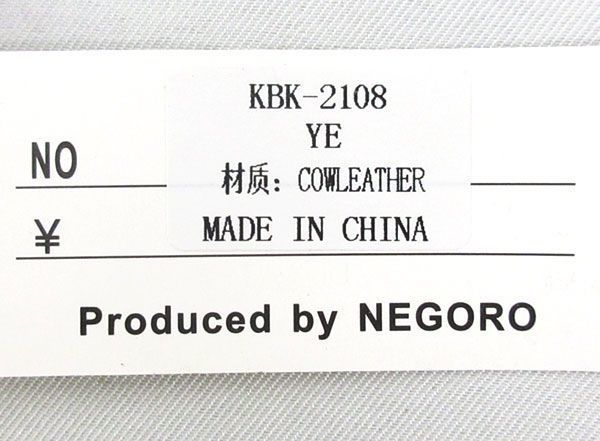 KBK-2108
YE
NO
材质: COWLEATHER
¥
MADE IN CHINA
Produced by NEGORO